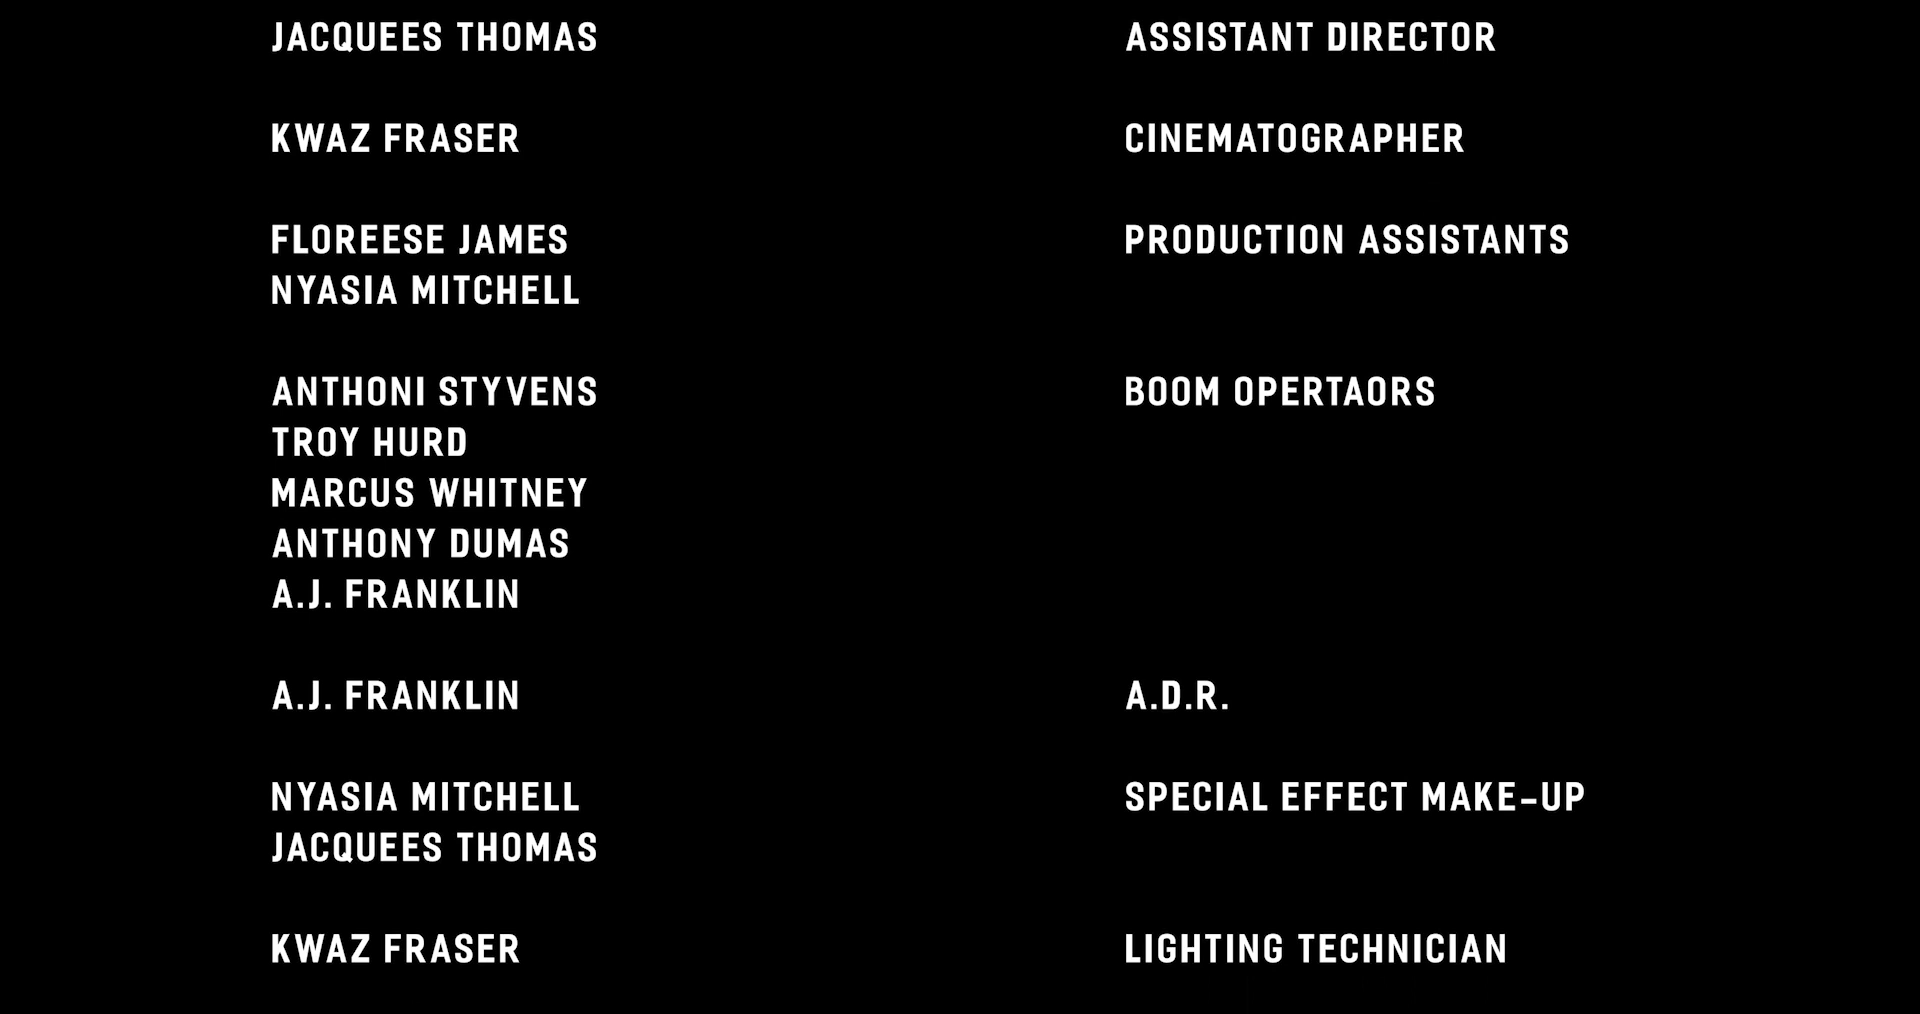 JACQUEES THOMAS ASSISTANT DIRECTOR
KWAZ FRASER CINEMATOGRAPHER
FLOREESE JAMES PRODUCTION ASSISTANTS
NYASIA MITCHELL
ANTHONI STYVENS BOOM OPERTAORS
TROY HURD
MARCUS WHITNEY
ANTHONY DUMAS
A.J. FRANKLIN
A.J. FRANKLIN A.D.R.
NYASIA MITCHELL SPECIAL EFFECT MAKE-UP
JACQUEES THOMAS
KWAZ FRASER LIGHTING TECHNICIAN